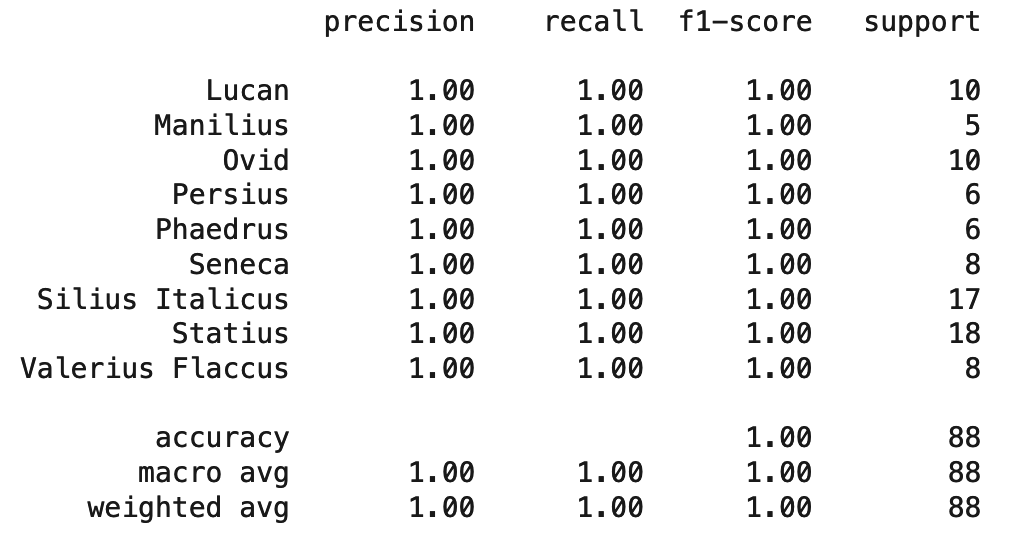 precision recall f1-score support
Lucan 1.00 1.00 1.00 10
Manilius 1.00 1.00 1.00 5
Ovid 1.00 1.00 1.00 10
Persius 1.00 1.00 1.00 6
Phaedrus 1.00 1.00 1.00 6
Seneca 1.00 1.00 1.00 8
Silius Italicus 1.00 1.00 1.00 17
Statius 1.00 1.00 1.00 18
Valerius Flaccus 1.00 1.00 1.00 8
accuracy 1.00 88
macro avg 1.00 1.00 1.00 88
weighted avg 1.00 1.00 1.00 88